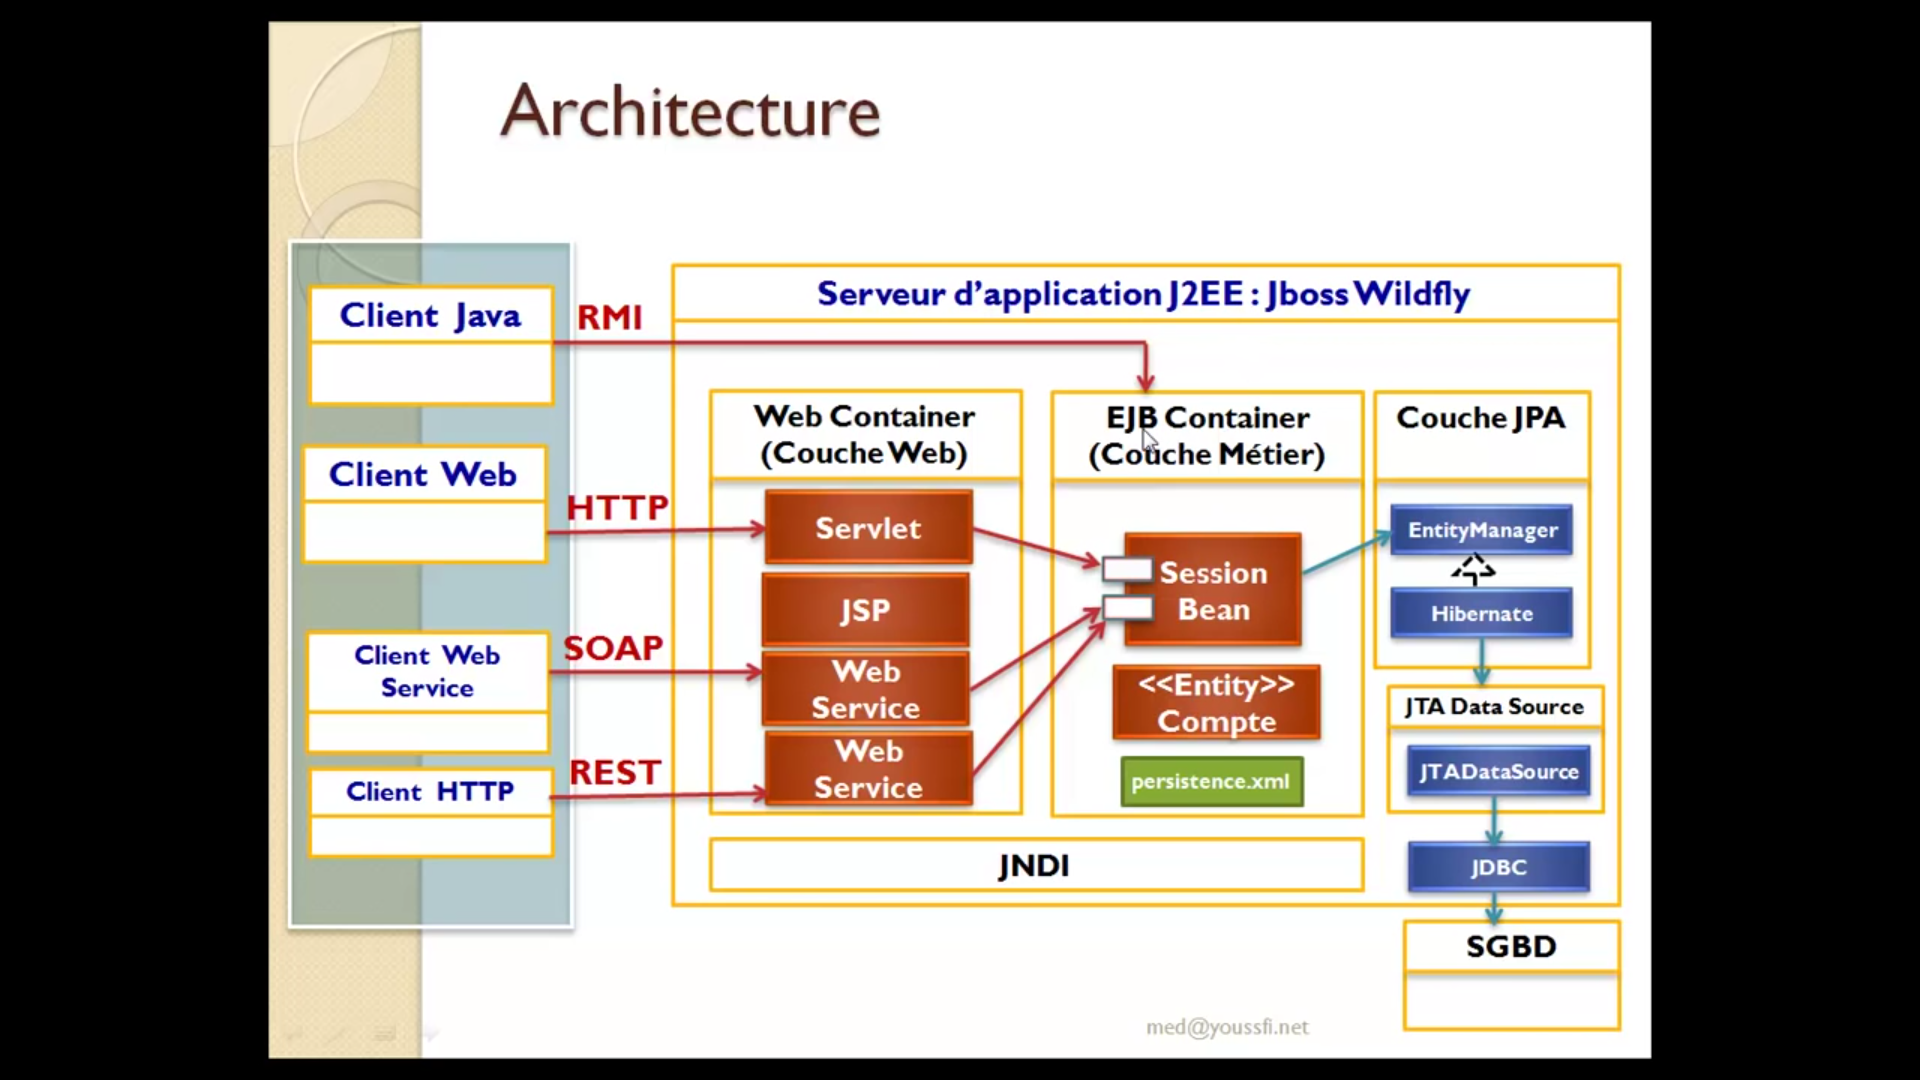 Architecture
Serveur d'application J2EE : Jboss Wildfly
Client Java
RMI
Client Web
HTTP
Client Web
Service
SOAP
Client HTTP
REST
Web Container
(Couche Web)
Servlet
JSP
Web
Service
Web
Service
EJB Container
(Couche Métier)
Session
Bean
<<Entity>>
Compte
persistence.xml
Couche JPA
EntityManager
Hibernate
JTA Data Source
JTADataSource
JDBC
JNDI
SGBD
med@youssfi.net